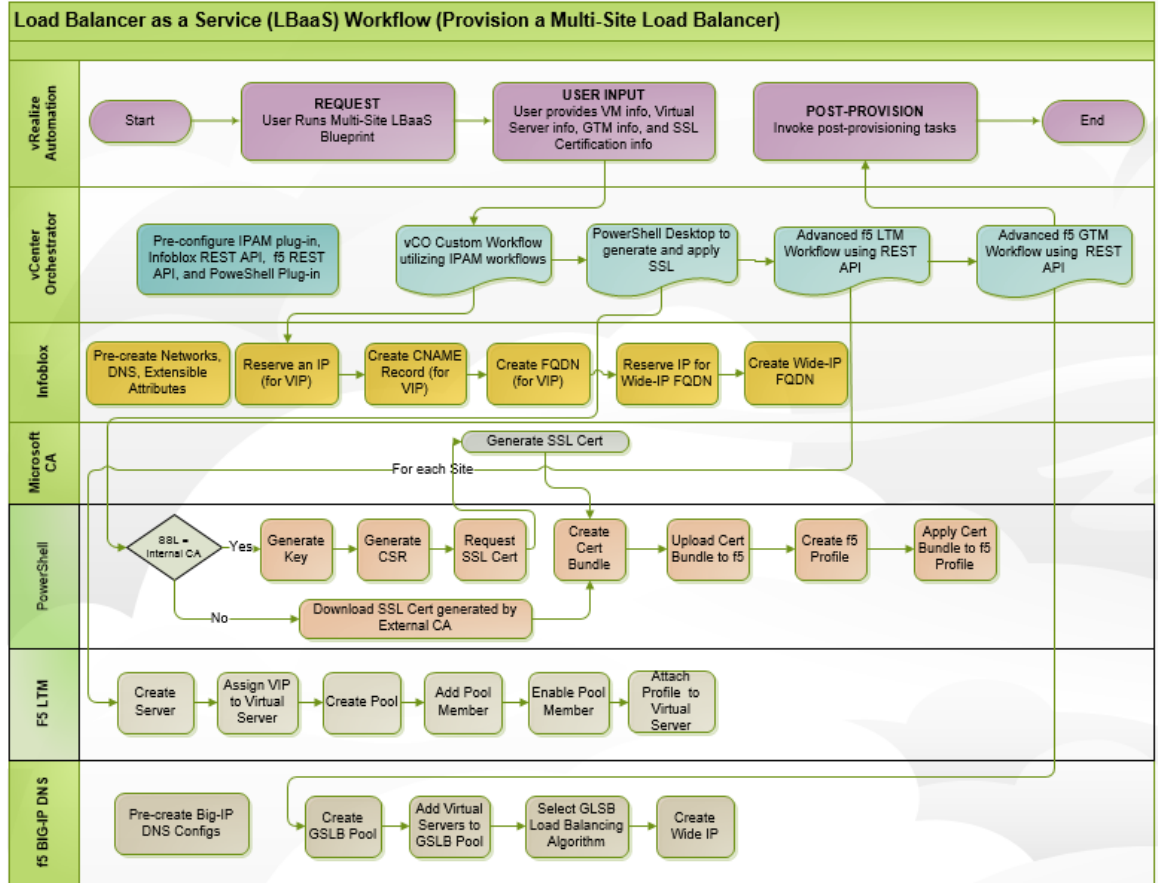 Load Balancer as a Service (LBaaS) Workflow (Provision a Multi-Site Load Balancer)
vRealize
Automation
Start
REQUEST
User Runs Multi-Site LBaaS
Blueprint
USER INPUT
User provides VM info, Virtual
Server info, GTM info, and SSL
Certification info
POST-PROVISION
Invoke post-provisioning tasks
End
vCenter
Orchestrator
Pre-configure IPAM plug-in,
Infoblox REST API, f5 REST
API, and PoweShell Plug-in
vCO Custom Workflow
utilizing IPAM workflows
PowerShell Desktop to
generate and apply
SSL
Advanced f5 LTM
Workflow using REST
API
Advanced f5 GTM
Workflow using REST
API
Infoblox
Pre-create Networks,
DNS, Extensible
Attributes
Reserve an IP
(for VIP)
Create CNAME
Record (for
VIP)
Create FQDN
(for VIP)
Reserve IP for
Wide-IP FQDN
Create Wide-IP
FQDN
Microsoft
CA
Generate SSL Cert
For each Site
PowerShell
SSL =
Internal CA
Yes
Generate
Key
Generate
CSR
Request
SSL Cert
Create
Cert
Bundle
Upload Cert
Bundle to f5
Create f5
Profile
Apply Cert
Bundle to f5
Profile
No
Download SSL Cert generated by
External CA
F5 LTM
Create
Server
Assign VIP
to Virtual
Server
Create Pool
Add Pool
Member
Enable Pool
Member
Attach
Profile to
Virtual
Server
f5 BIG-IP DNS
Pre-create Big-IP
DNS Configs
Create
GSLB Pool
Add Virtual
Servers to
GSLB Pool
Select GLSB
Load Balancing
Algorithm
Create
Wide IP